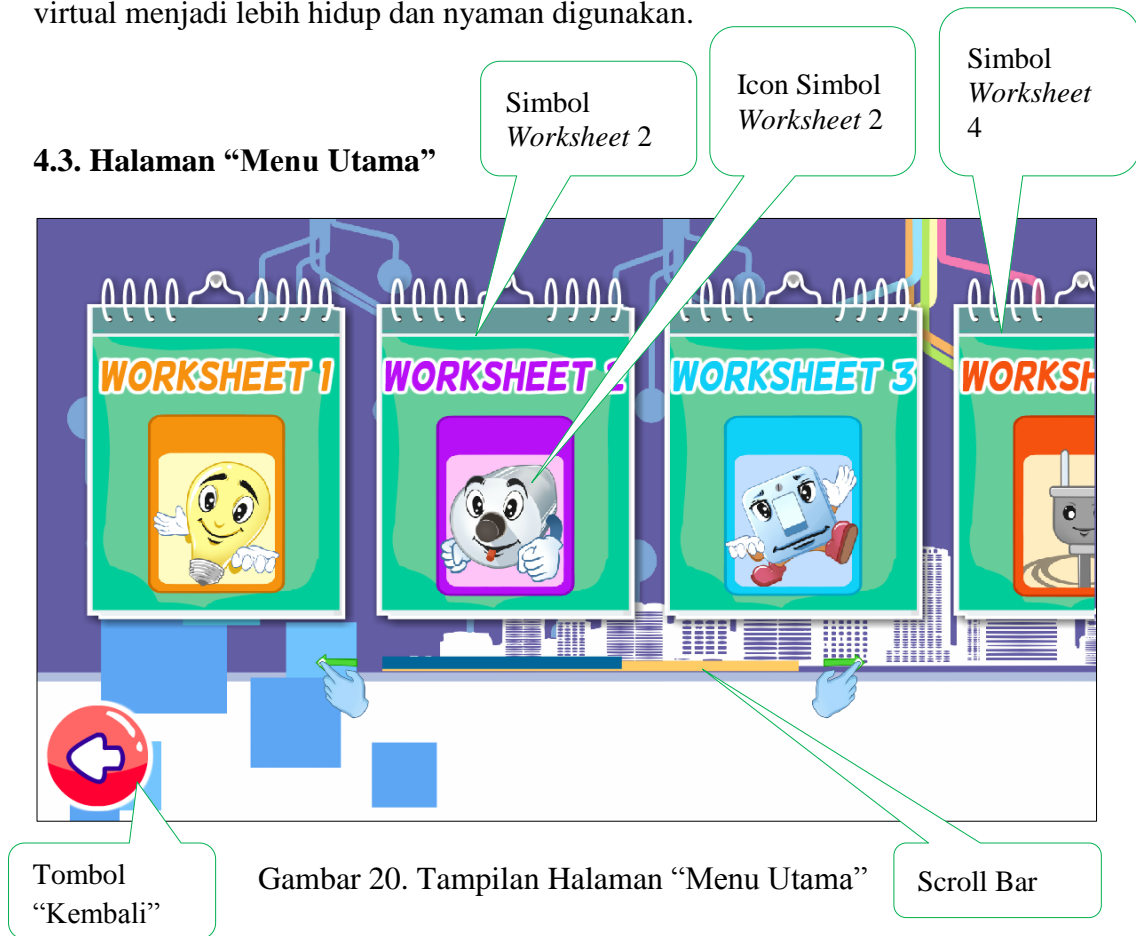 virtual menjadi lebih hidup dan nyaman digunakan.
Simbol
Worksheet 2
Icon Simbol
Worksheet 2
Simbol
Worksheet
4
4.3. Halaman “Menu Utama”
WORKSHEET 1
WORKSHEET 2
WORKSHEET 3
WORKSH
Tombol
“Kembali”
Gambar 20. Tampilan Halaman “Menu Utama”
Scroll Bar